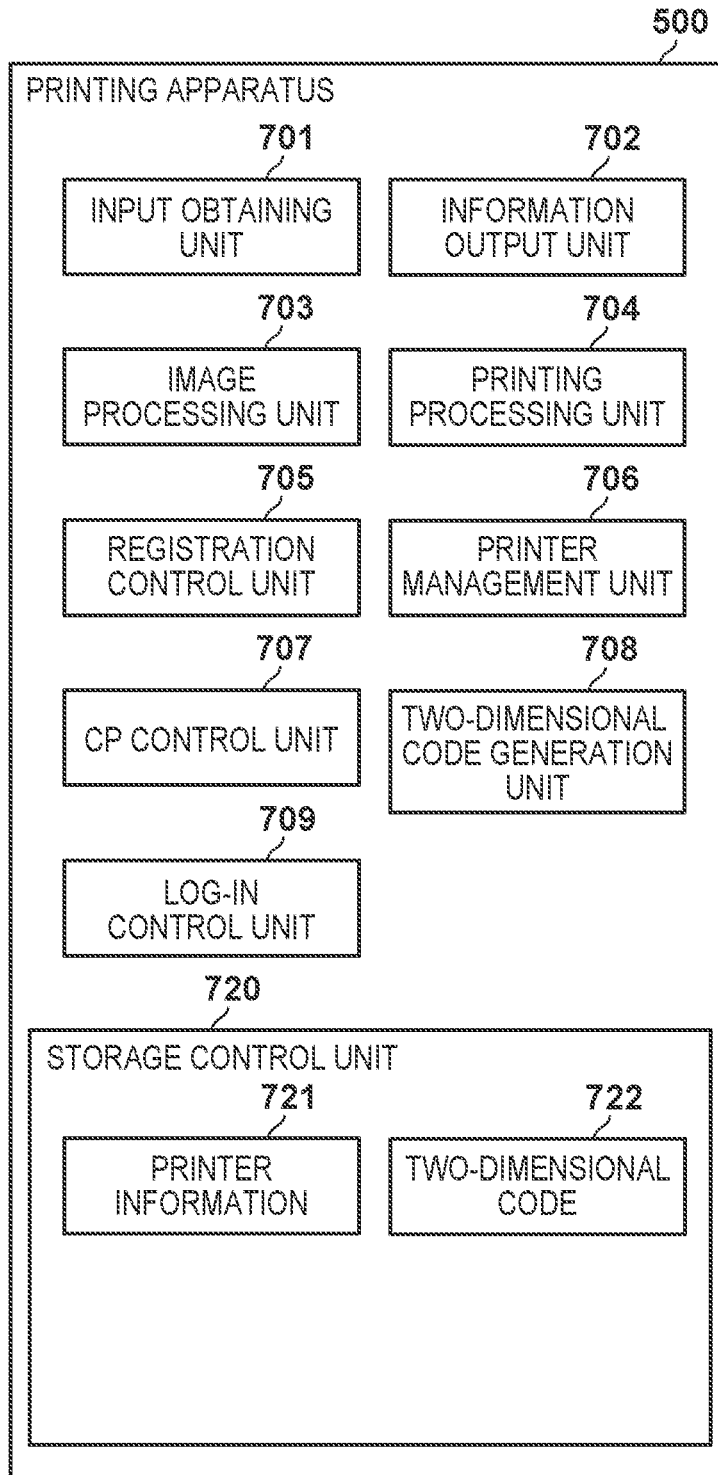 500
PRINTING APPARATUS
701
INPUT OBTAINING
UNIT
702
INFORMATION
OUTPUT UNIT
703
IMAGE
PROCESSING UNIT
704
PRINTING
PROCESSING UNIT
705
REGISTRATION
CONTROL UNIT
706
PRINTER
MANAGEMENT UNIT
707
CP CONTROL UNIT
708
TWO-DIMENSIONAL
CODE GENERATION
UNIT
709
LOG-IN
CONTROL UNIT
720
STORAGE CONTROL UNIT
721
PRINTER
INFORMATION
722
TWO-DIMENSIONAL
CODE